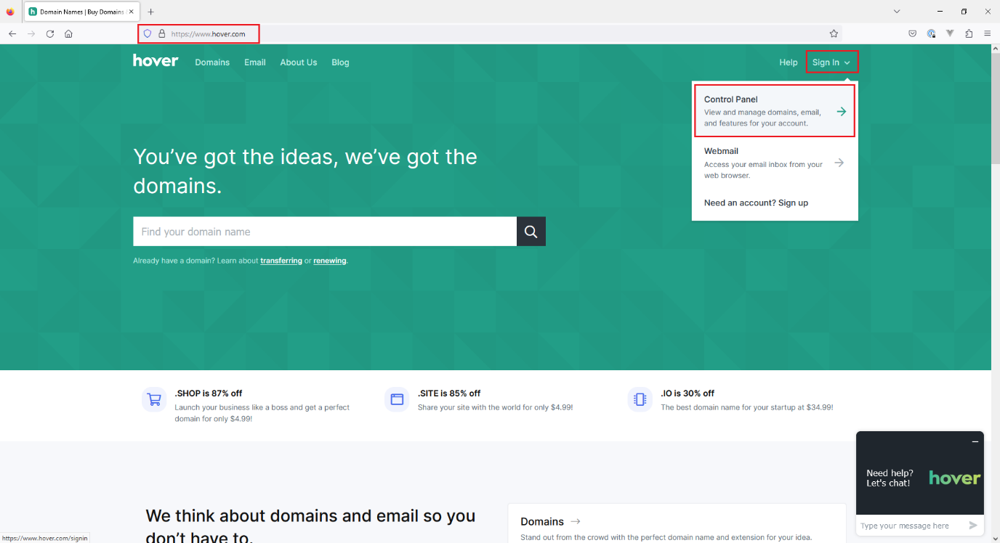 Domain Names | Buy Domains
https://www.hover.com
hover Domains Email About Us Blog Help Sign In
Control Panel
View and manage domains, email,
and features for your account.
Webmail
Access your email inbox from your
web browser.
Need an account? Sign up
You've got the ideas, we've got the
domains.
Find your domain name
Already have a domain? Learn about transferring or renewing.
.SHOP is 87% off
Launch your business like a boss and get a perfect
domain for only $4.99!
.SITE is 85% off
Share your site with the world for only $4.99!
.IO is 30% off
The best domain name for your startup at $34.99!
We think about domains and email so you
don't have to.
Domains
Stand out from the crowd with the perfect domain name and extension for your idea.
Need help?
Let's chat!
hover
Type your message here
https://www.hover.com/signin